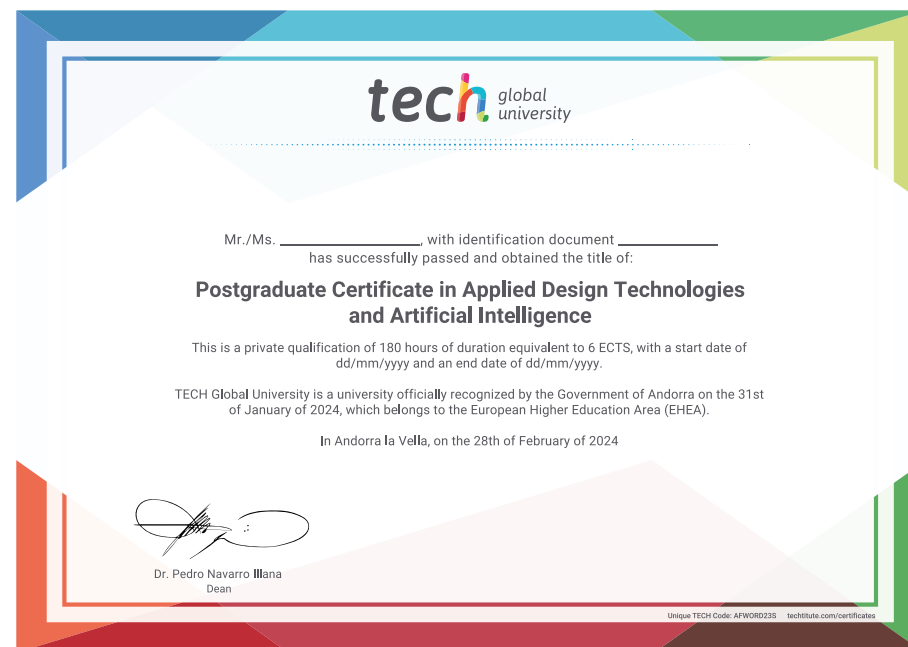 tech global university
Mr./Ms. ____________________, with identification document ______________
has successfully passed and obtained the title of:
Postgraduate Certificate in Applied Design Technologies
and Artificial Intelligence
This is a private qualification of 180 hours of duration equivalent to 6 ECTS, with a start date of
dd/mm/yyyy and an end date of dd/mm/yyyy.
TECH Global University is a university officially recognized by the Government of Andorra on the 31st
of January of 2024, which belongs to the European Higher Education Area (EHEA).
In Andorra la Vella, on the 28th of February of 2024
Dr. Pedro Navarro Illana
Dean
Unique TECH Code: AFWORD23S techtitute.com/certificates